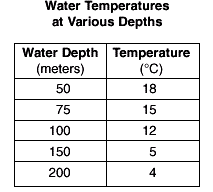 Water Temperatures
at Various Depths
Water Depth Temperature
(meters) (°C)
50 18
75 15
100 12
150 5
200 4